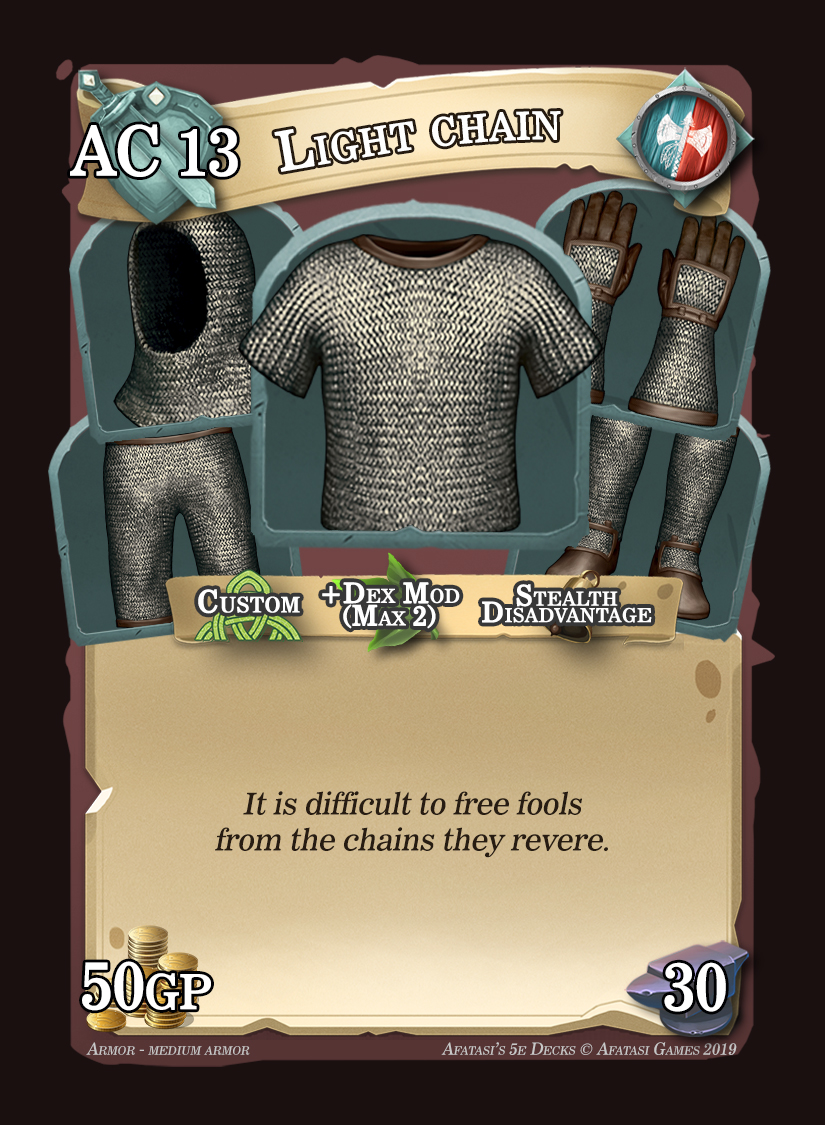 AC 13 Light chain
Custom
+Dex Mod
(Max 2)
Stealth
Disadvantage
It is difficult to free fools
from the chains they revere.
50GP
30
Armor - medium armor
Afatasi's 5e Decks © Afatasi Games 2019